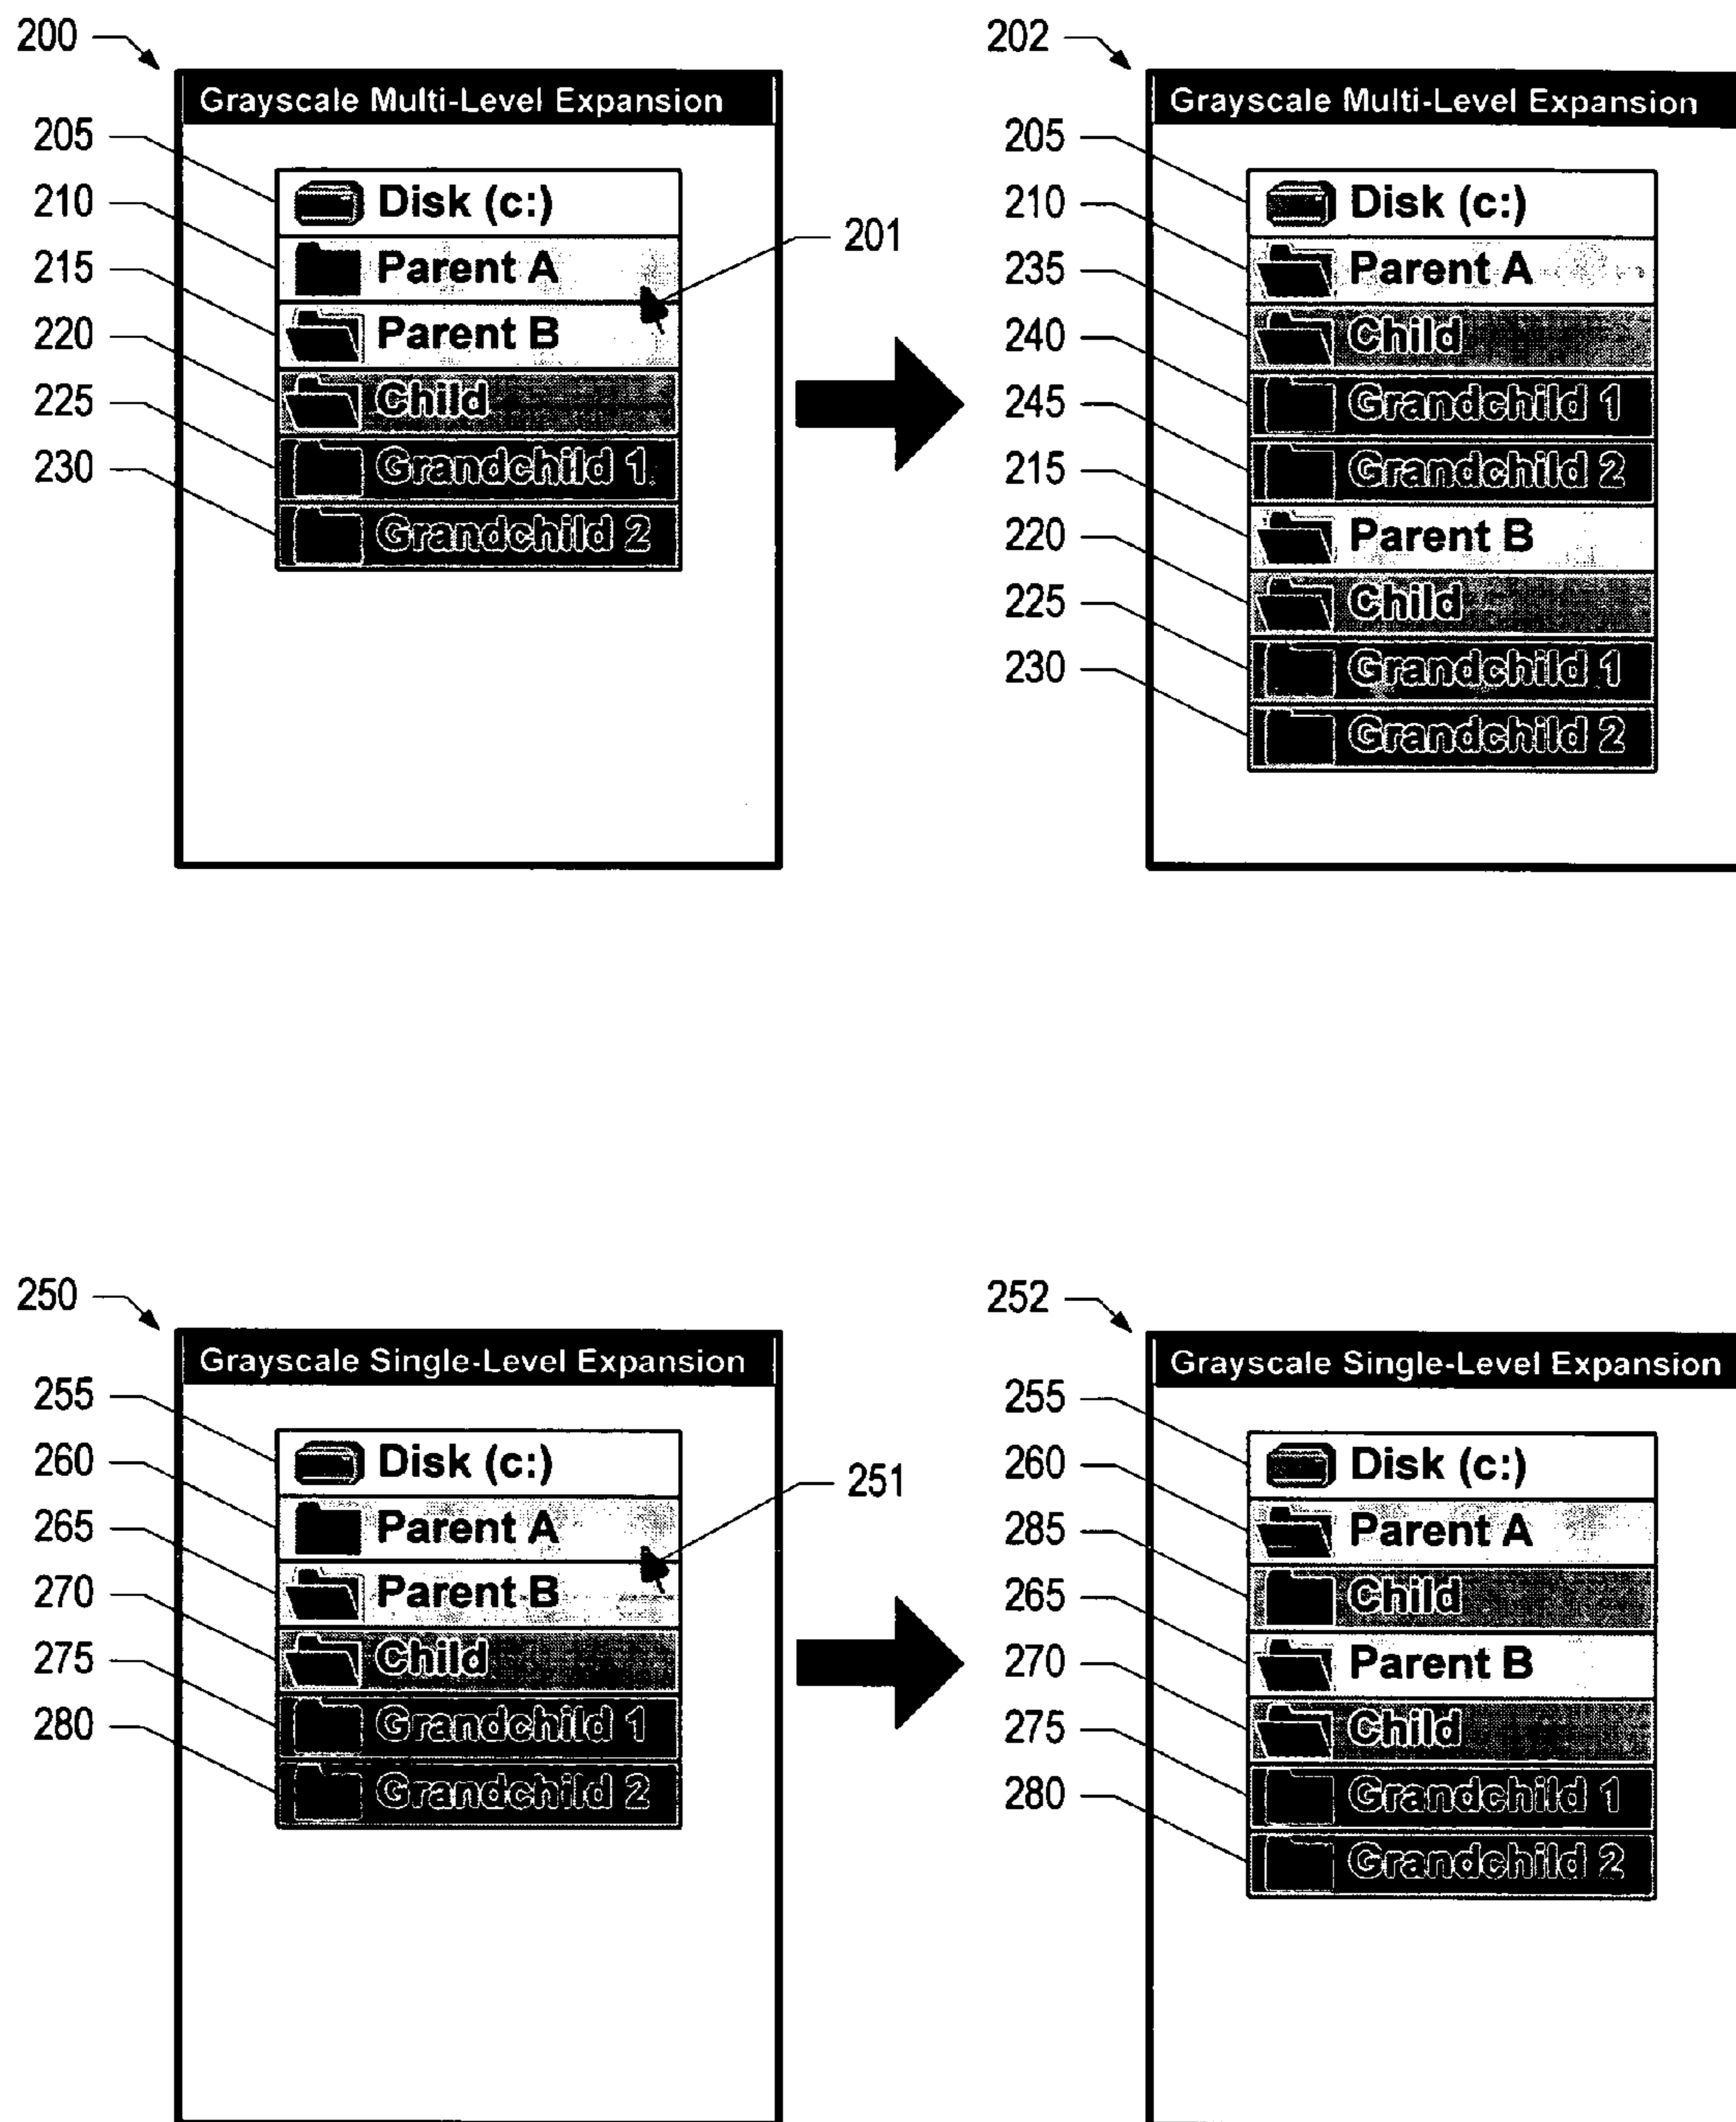 200
Grayscale Multi-Level Expansion
205
Disk (c:)
210
Parent A
201
215
Parent B
220
Child
225
Grandchild 1
230
Grandchild 2
202
Grayscale Multi-Level Expansion
205
Disk (c:)
210
Parent A
235
Child
240
Grandchild 1
245
Grandchild 2
215
Parent B
220
Child
225
Grandchild 1
230
Grandchild 2
250
Grayscale Single-Level Expansion
255
Disk (c:)
260
Parent A
251
265
Parent B
270
Child
275
Grandchild 1
280
Grandchild 2
252
Grayscale Single-Level Expansion
255
Disk (c:)
260
Parent A
285
Child
265
Parent B
270
Child
275
Grandchild 1
280
Grandchild 2